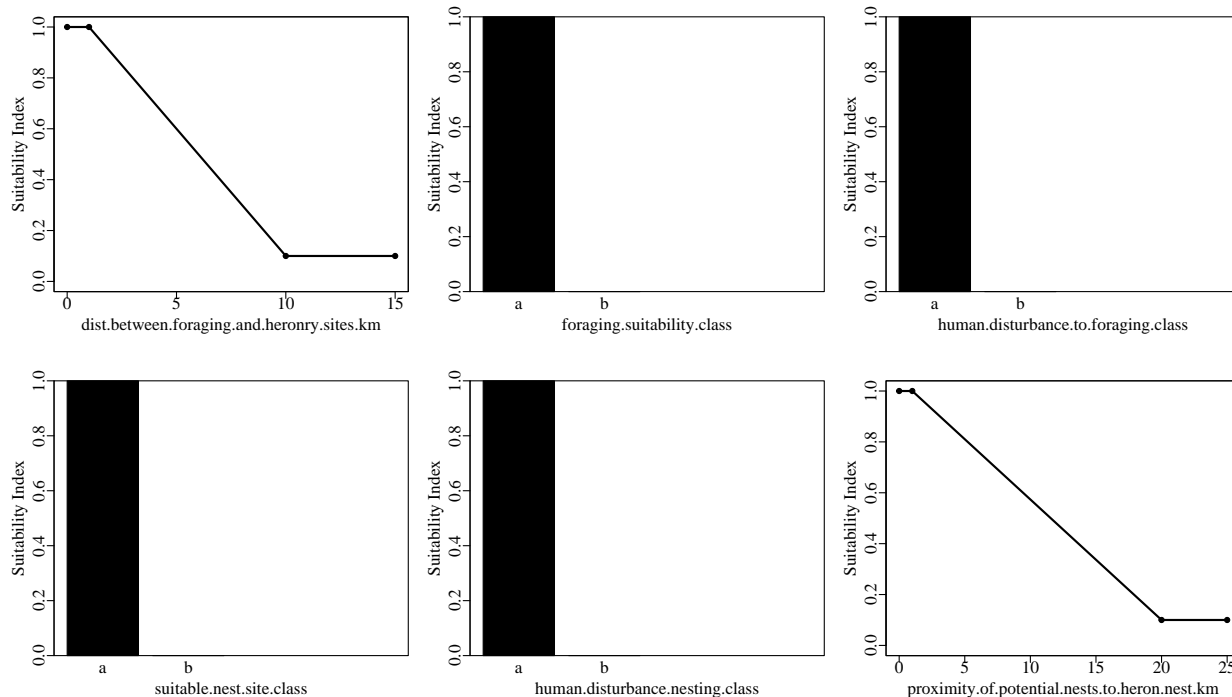 Suitability Index
1.0
0.8
0.6
0.4
0.2
0.0
0 5 10 15
dist.between.foraging.and.heronry.sites.km
Suitability Index
1.0
0.8
0.6
0.4
0.2
0.0
a b
foraging.suitability.class
Suitability Index
1.0
0.8
0.6
0.4
0.2
0.0
a b
human.disturbance.to.foraging.class
Suitability Index
1.0
0.8
0.6
0.4
0.2
0.0
a b
suitable.nest.site.class
Suitability Index
1.0
0.8
0.6
0.4
0.2
0.0
a b
human.disturbance.nesting.class
Suitability Index
1.0
0.8
0.6
0.4
0.2
0.0
0 5 10 15 20 25
proximity.of.potential.nests.to.heron.nest.km